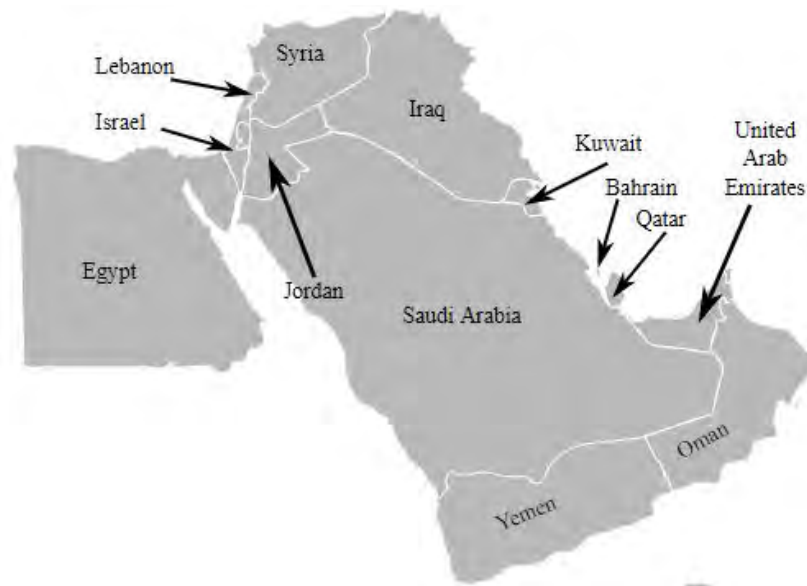 Syria
Lebanon
Iraq
Israel
United
Arab
Emirates
Kuwait
Bahrain
Qatar
Egypt
Jordan
Saudi Arabia
Oman
Yemen